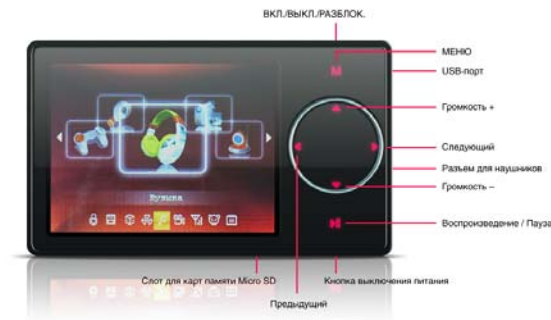 ВКЛ./ВЫКЛ./РАЗБЛОК.
МЕНЮ
M
USB-порт
Громкость +
Следующий
Разъем для наушников
Громкость –
Воспроизведение / Пауза
Музыка
Слот для карт памяти Micro SD
Кнопка выключения питания
Предыдущий